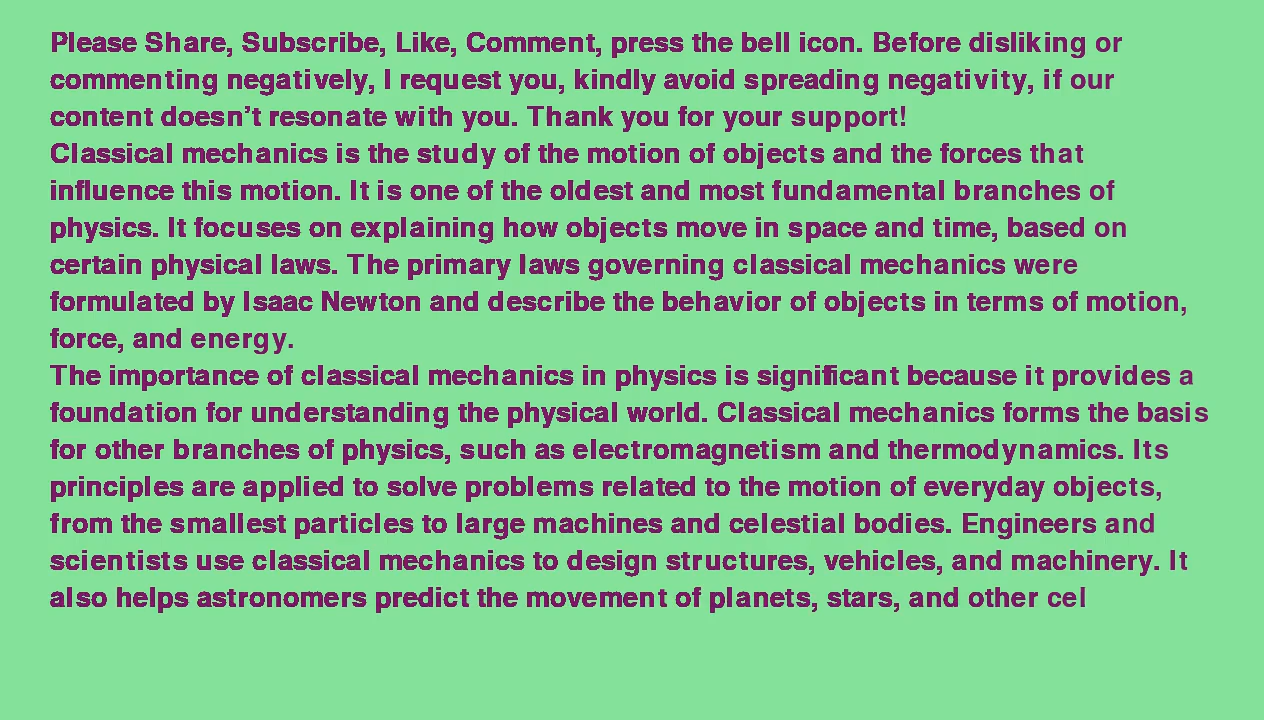 Please Share, Subscribe, Like, Comment, press the bell icon. Before disliking or
commenting negatively, I request you, kindly avoid spreading negativity, if our
content doesn’t resonate with you. Thank you for your support!
Classical mechanics is the study of the motion of objects and the forces that
influence this motion. It is one of the oldest and most fundamental branches of
physics. It focuses on explaining how objects move in space and time, based on
certain physical laws. The primary laws governing classical mechanics were
formulated by Isaac Newton and describe the behavior of objects in terms of motion,
force, and energy.
The importance of classical mechanics in physics is significant because it provides a
foundation for understanding the physical world. Classical mechanics forms the basis
for other branches of physics, such as electromagnetism and thermodynamics. Its
principles are applied to solve problems related to the motion of everyday objects,
from the smallest particles to large machines and celestial bodies. Engineers and
scientists use classical mechanics to design structures, vehicles, and machinery. It
also helps astronomers predict the movement of planets, stars, and other cel